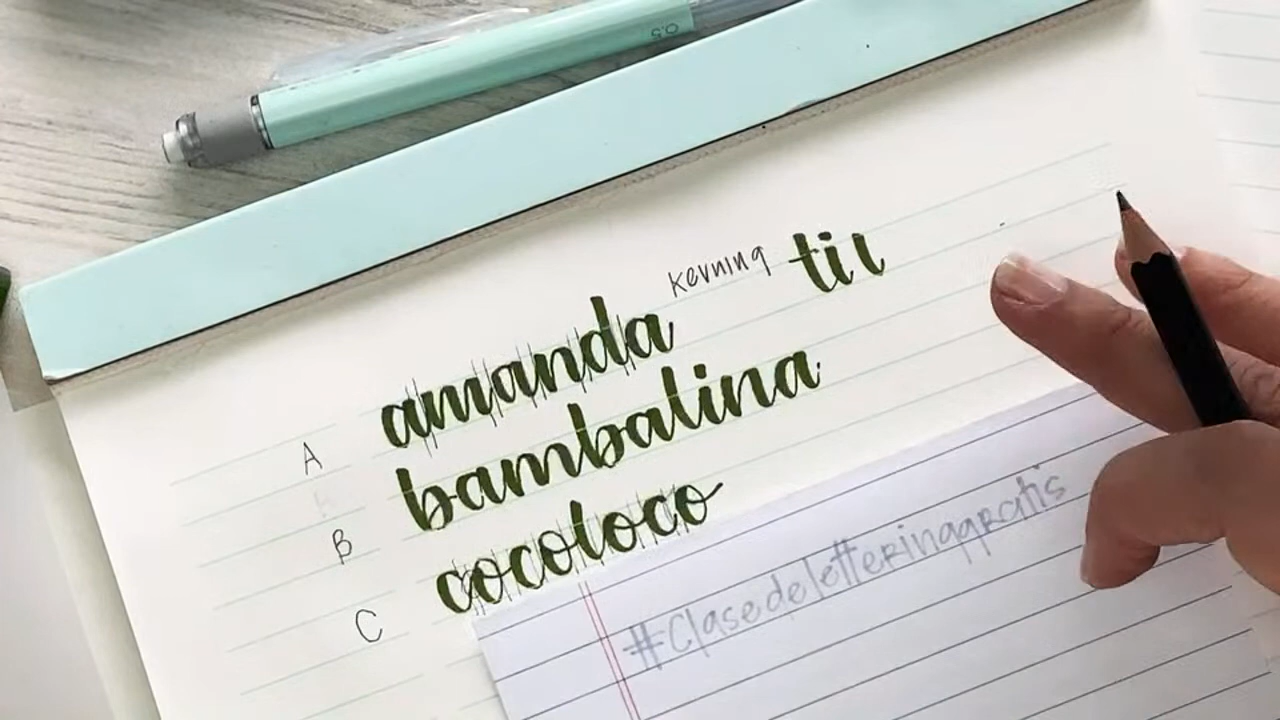 0.5
kerning tii
A amanda
B bambalina
C cocoloco
#Clasedeletteringgratis